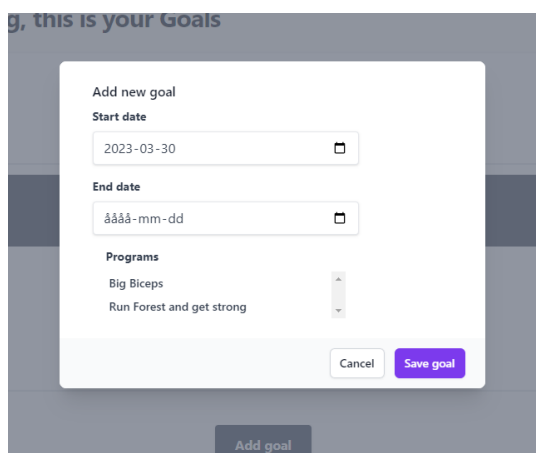 g, this is your Goals
Add new goal
Start date
2023-03-30
End date
åååå-mm-dd
Programs
Big Biceps
Run Forest and get strong
Cancel
Save goal
Add goal